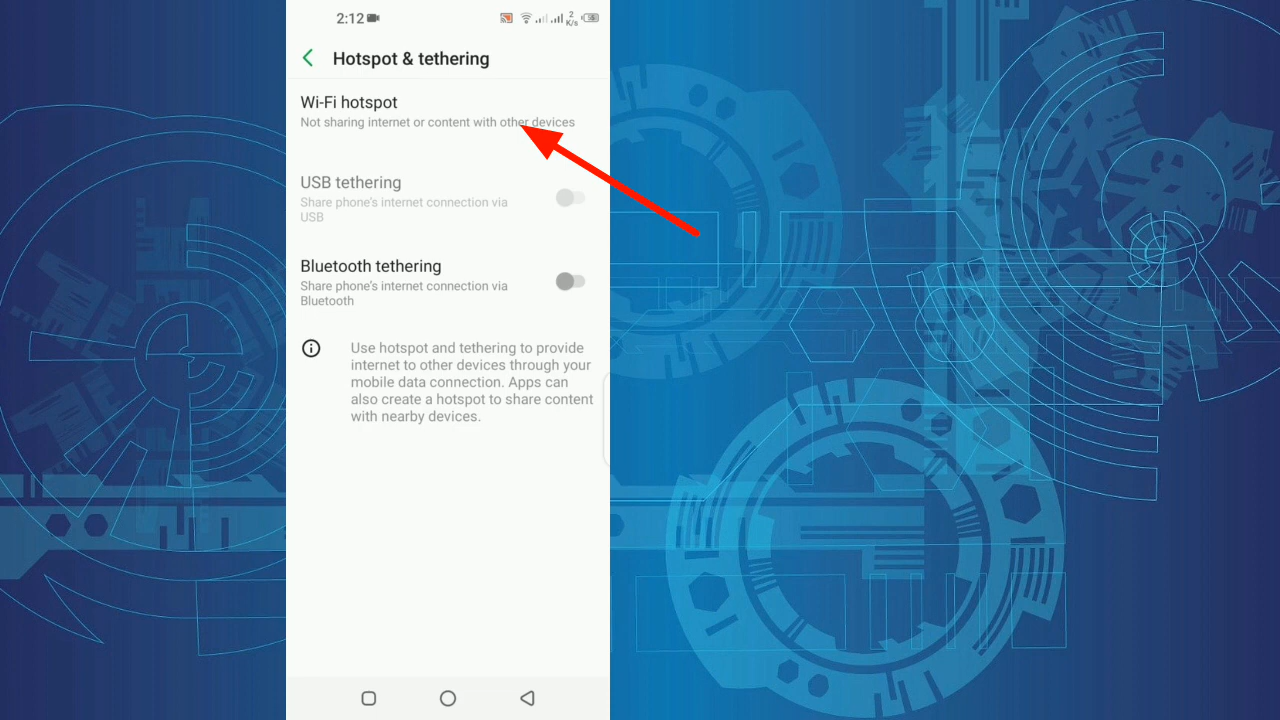 2:12
2
K/s
Hotspot & tethering
Wi-Fi hotspot
Not sharing internet or content with other devices
USB tethering
Share phone's internet connection via
USB
Bluetooth tethering
Share phone's internet connection via
Bluetooth
Use hotspot and tethering to provide
internet to other devices through your
mobile data connection. Apps can
also create a hotspot to share content
with nearby devices.